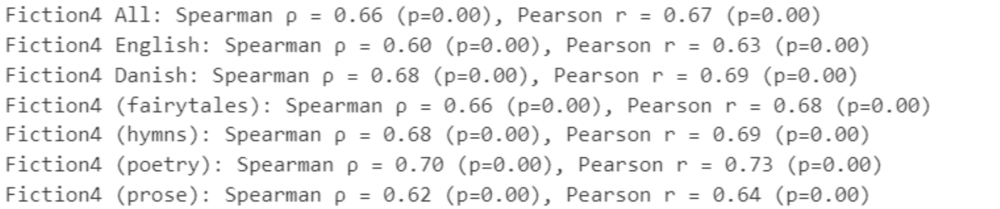 Fiction4 All: Spearman ρ = 0.66 (p=0.00), Pearson r = 0.67 (p=0.00)
Fiction4 English: Spearman ρ = 0.60 (p=0.00), Pearson r = 0.63 (p=0.00)
Fiction4 Danish: Spearman ρ = 0.68 (p=0.00), Pearson r = 0.69 (p=0.00)
Fiction4 (fairytales): Spearman ρ = 0.66 (p=0.00), Pearson r = 0.68 (p=0.00)
Fiction4 (hymns): Spearman ρ = 0.68 (p=0.00), Pearson r = 0.69 (p=0.00)
Fiction4 (poetry): Spearman ρ = 0.70 (p=0.00), Pearson r = 0.73 (p=0.00)
Fiction4 (prose): Spearman ρ = 0.62 (p=0.00), Pearson r = 0.64 (p=0.00)